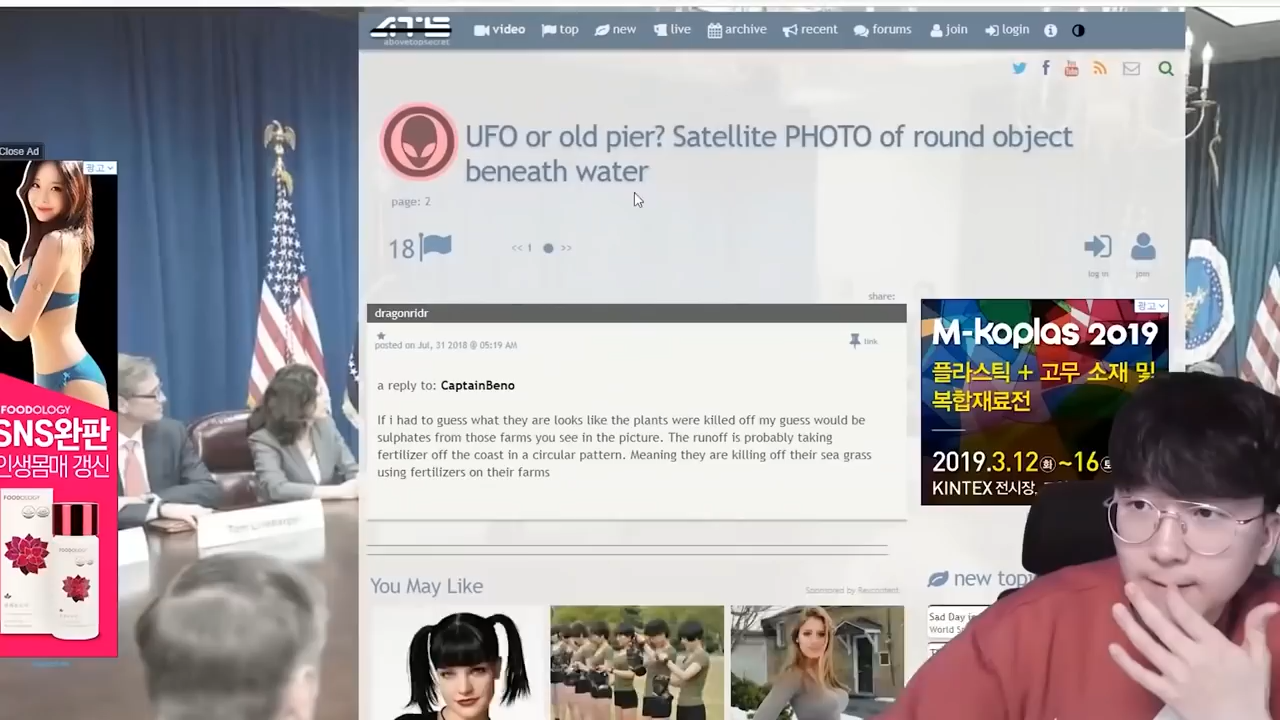 ATS
abovetopsecret
video
top
new
live
archive
recent
forums
join
login
UFO or old pier? Satellite PHOTO of round object
beneath water
page: 2
18
<< 1
>>
log in
join
share:
dragonridr
posted on Jul, 31 2018 @ 05:19 AM
link
a reply to: CaptainBeno
If i had to guess what they are looks like the plants were killed off my guess would be
sulphates from those farms you see in the picture. The runoff is probably taking
fertilizer off the coast in a circular pattern. Meaning they are killing off their sea grass
using fertilizers on their farms
You May Like
Sponsored by Revcontent
Close Ad
광고
FOODOLOGY
SNS완판
인생몸매 갱신
FOODOLOGY
광고
M-Koplas 2019
플라스틱 + 고무 소재 및
복합재료전
2019.3.12(화)~16
KINTEX 전시장,
new topi
Sad Day i
World S